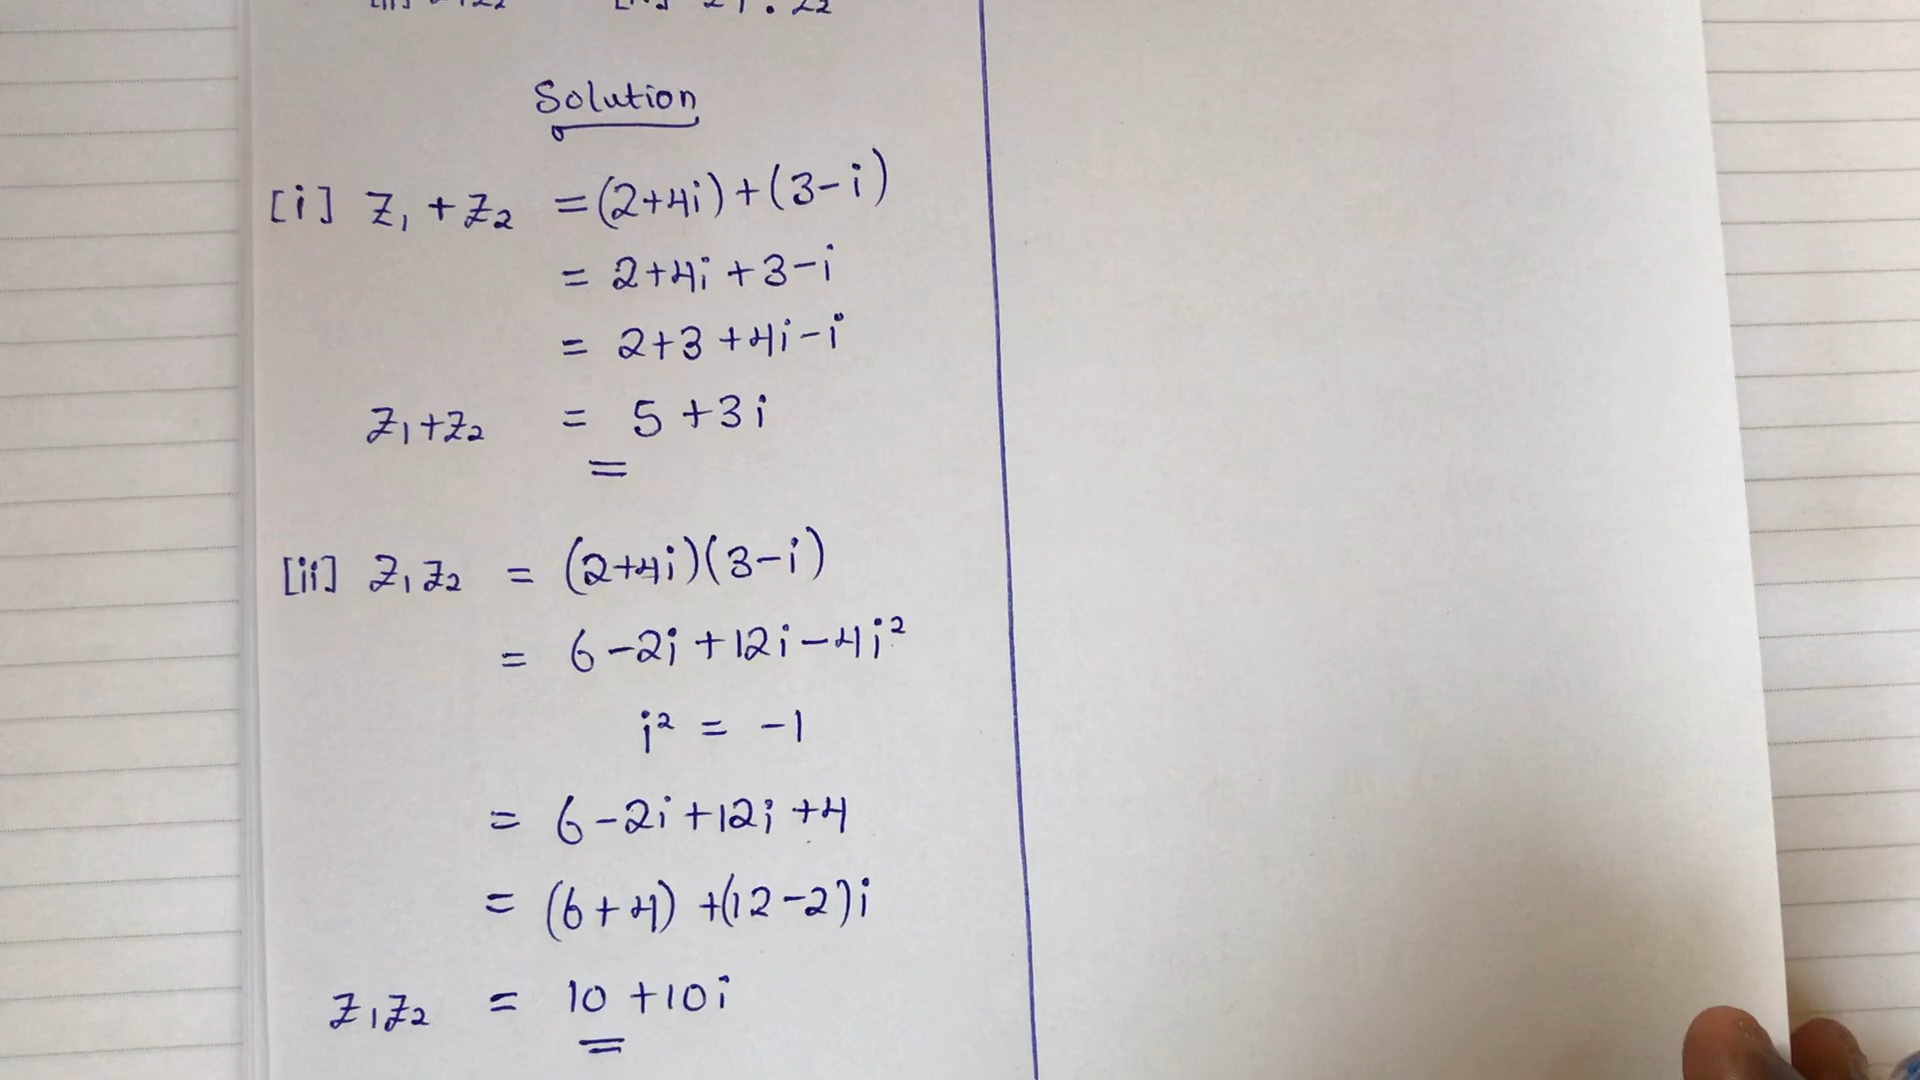 Solution
[i] z₁ + z₂ = (2+4i) + (3-i)
= 2+4i + 3-i
= 2+3 +4i-i
z₁+z₂ = 5 +3i
[ii] z₁z₂ = (2+4i)(3-i)
= 6-2i +12i-4i²
i² = -1
= 6-2i+12i +4
= (6+4) +(12-2)i
z₁z₂ = 10 +10i